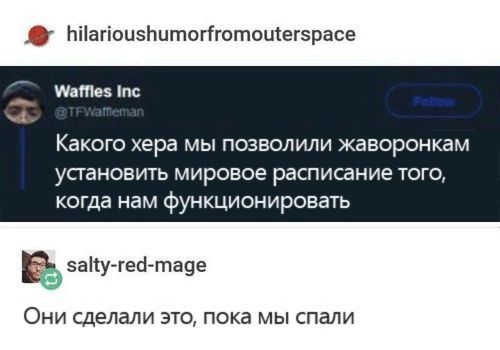 hilarioushumorfromouterspace
Waffles Inc
Follow
@TFWaffleman
Какого хера мы позволили жаворонкам
установить мировое расписание того,
когда нам функционировать
salty-red-mage
Они сделали это, пока мы спали